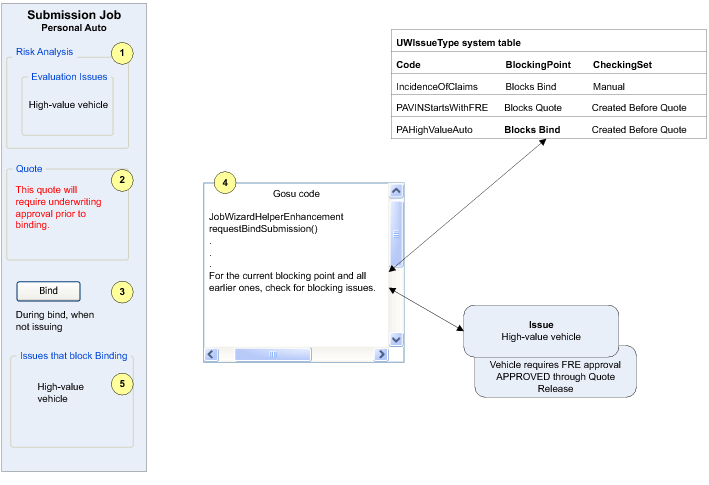 Submission Job
Personal Auto
Risk Analysis
1
Evaluation Issues
High-value vehicle
Quote
2
This quote will
require underwriting
approval prior to
binding.
Bind
3
During bind, when
not issuing
Issues that block Binding
High-value
vehicle
5
4
Gosu code
JobWizardHelperEnhancement
requestBindSubmission()
.
.
.
For the current blocking point and all
earlier ones, check for blocking issues.
UWIssueType system table
Code BlockingPoint CheckingSet
IncidenceOfClaims Blocks Bind Manual
PAVINStartsWithFRE Blocks Quote Created Before Quote
PAHighValueAuto Blocks Bind Created Before Quote
Issue
High-value vehicle
Vehicle requires FRE approval
APPROVED through Quote
Release